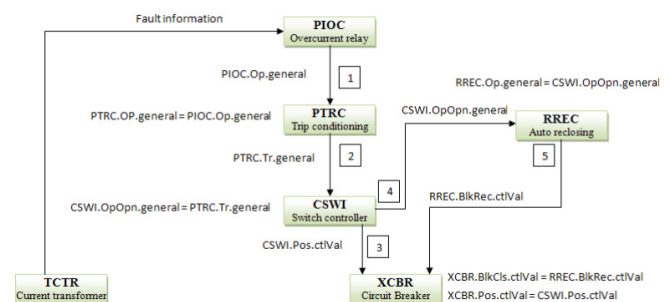 Fault information
PIOC
Overcurrent relay
PIOC.Op.general
1
RREC.Op.general = CSWI.OpOpn.general
CSWI.OpOpn.general
PTRC.OP.general = PIOC.Op.general
PTRC
Trip conditioning
RREC
Auto reclosing
PTRC.Tr.general
2
5
4
RREC.BlkRec.ctlVal
CSWI.OpOpn.general = PTRC.Tr.general
CSWI
Switch controller
CSWI.Pos.ctlVal
3
TCTR
Current transformer
XCBR
Circuit Breaker
XCBR.BlkCls.ctlVal = RREC.BlkRec.ctlVal
XCBR.Pos.ctlVal = CSWI.Pos.ctlVal